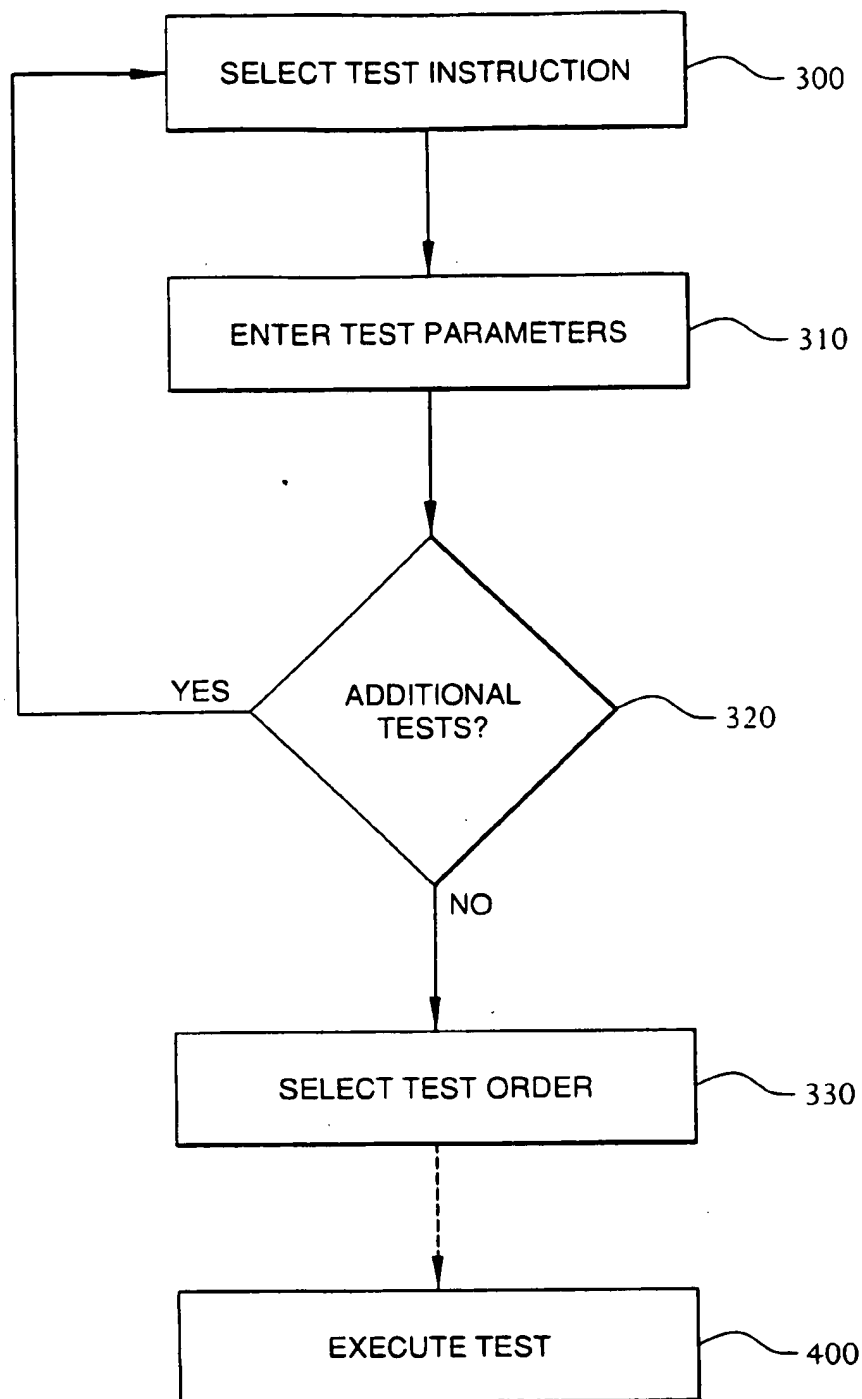 SELECT TEST INSTRUCTION
300
ENTER TEST PARAMETERS
310
YES
ADDITIONAL
TESTS?
320
NO
SELECT TEST ORDER
330
EXECUTE TEST
400